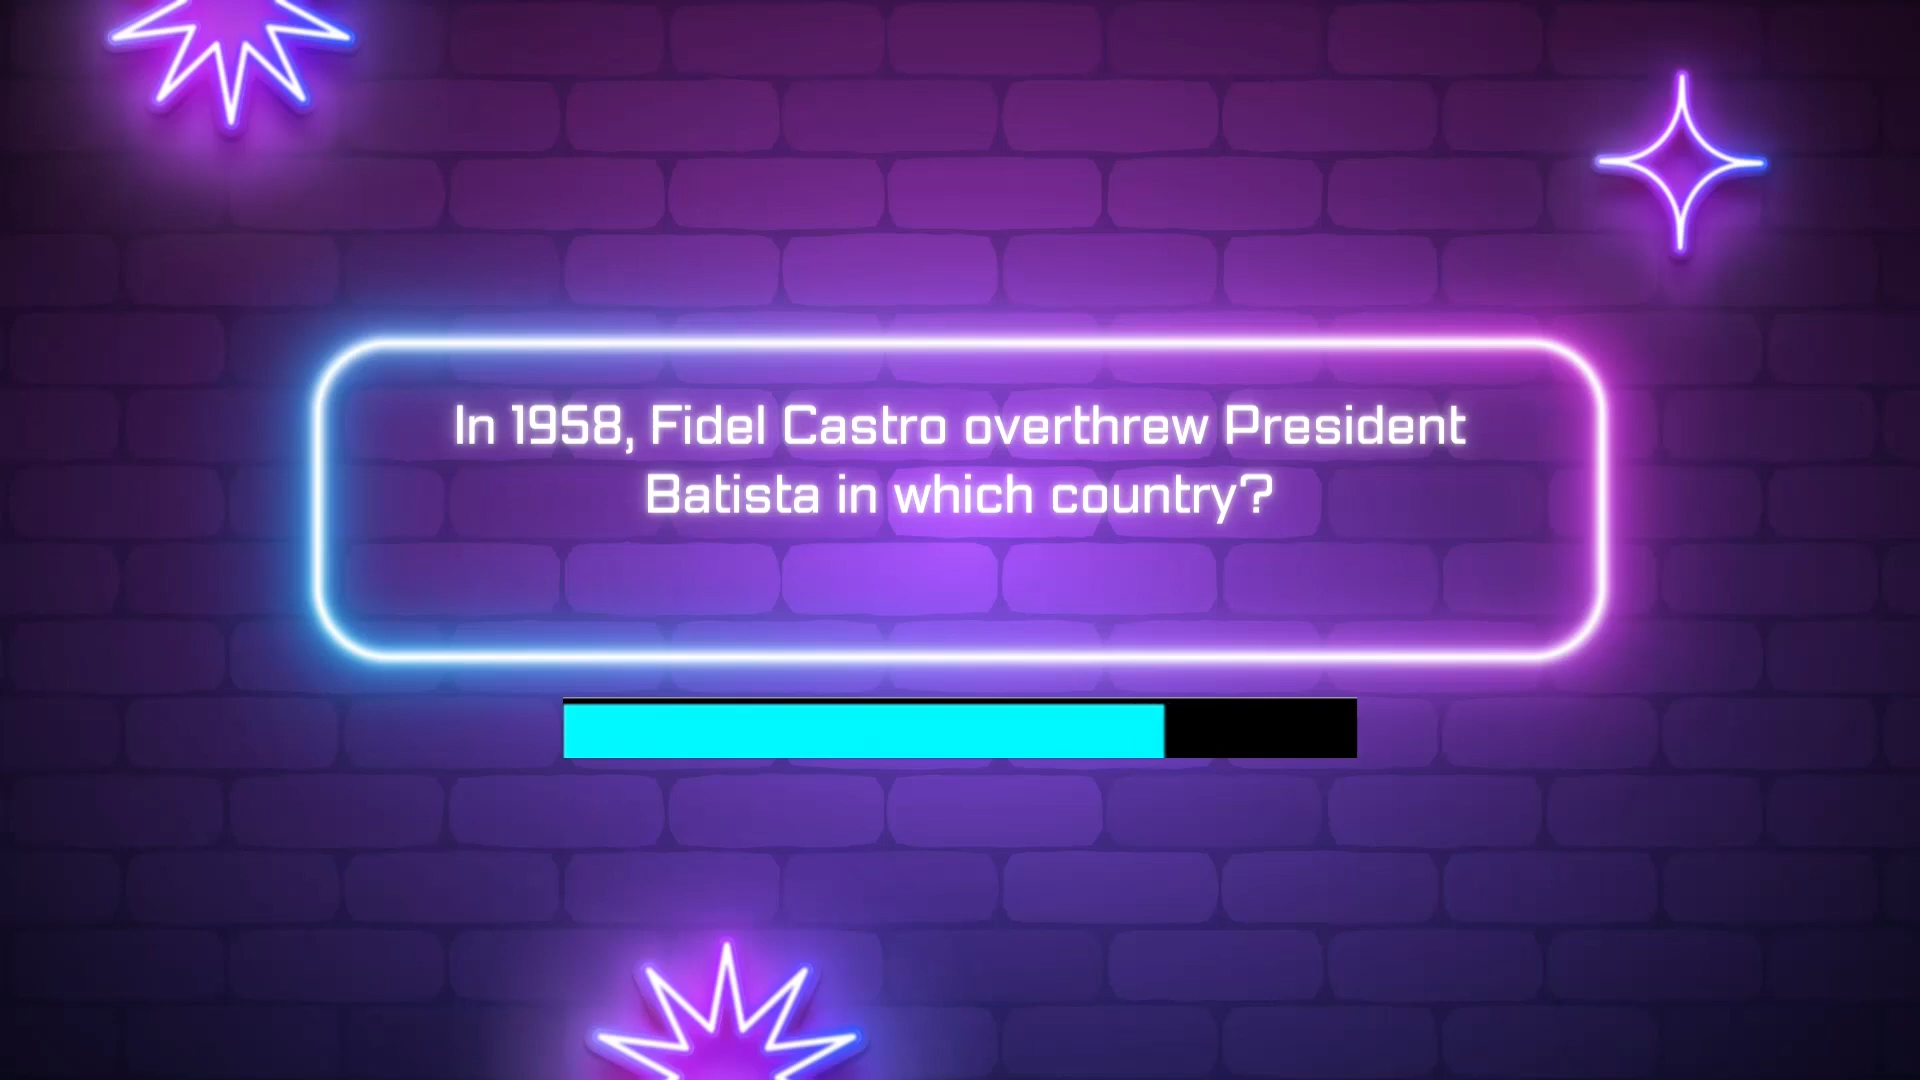 In 1958, Fidel Castro overthrew President
Batista in which country?